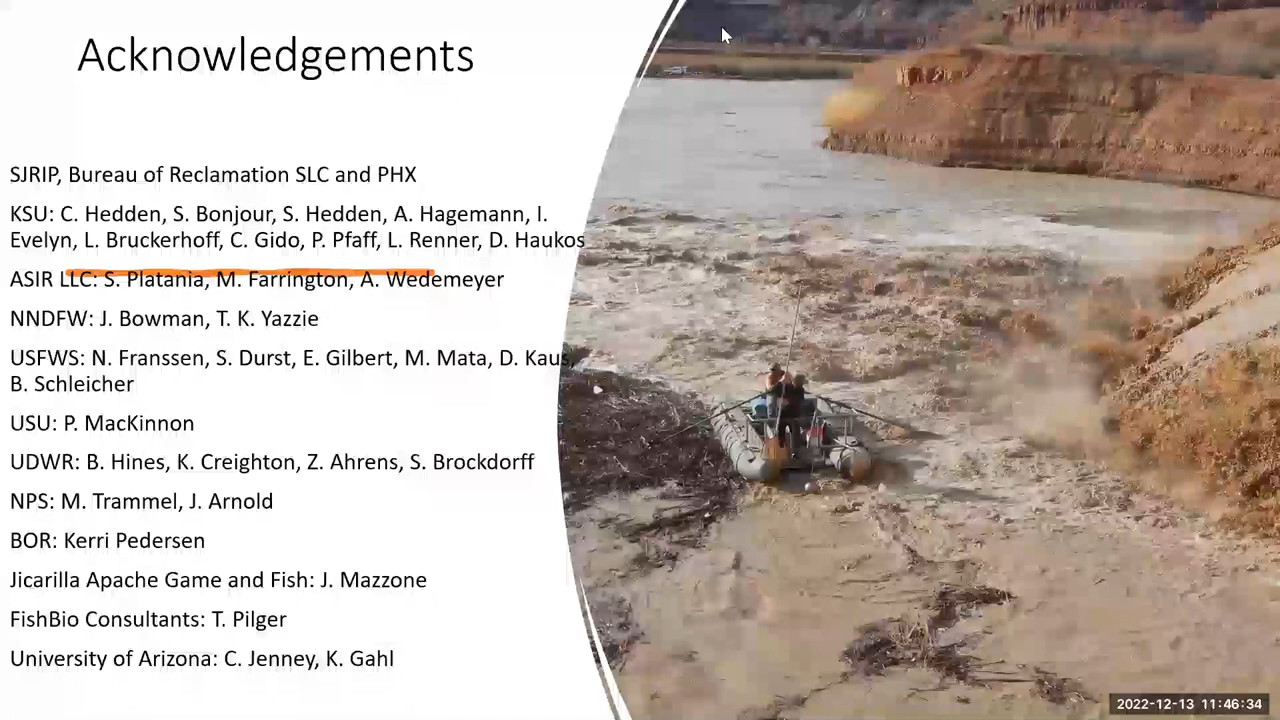 Acknowledgements
SJRIP, Bureau of Reclamation SLC and PHX
KSU: C. Hedden, S. Bonjour, S. Hedden, A. Hagemann, I.
Evelyn, L. Bruckerhoff, C. Gido, P. Pfaff, L. Renner, D. Haukos
ASIR LLC: S. Platania, M. Farrington, A. Wedemeyer
NNDFW: J. Bowman, T. K. Yazzie
USFWS: N. Franssen, S. Durst, E. Gilbert, M. Mata, D. Kaus,
B. Schleicher
USU: P. MacKinnon
UDWR: B. Hines, K. Creighton, Z. Ahrens, S. Brockdorff
NPS: M. Trammel, J. Arnold
BOR: Kerri Pedersen
Jicarilla Apache Game and Fish: J. Mazzone
FishBio Consultants: T. Pilger
University of Arizona: C. Jenney, K. Gahl
2022-12-13 11:46:34